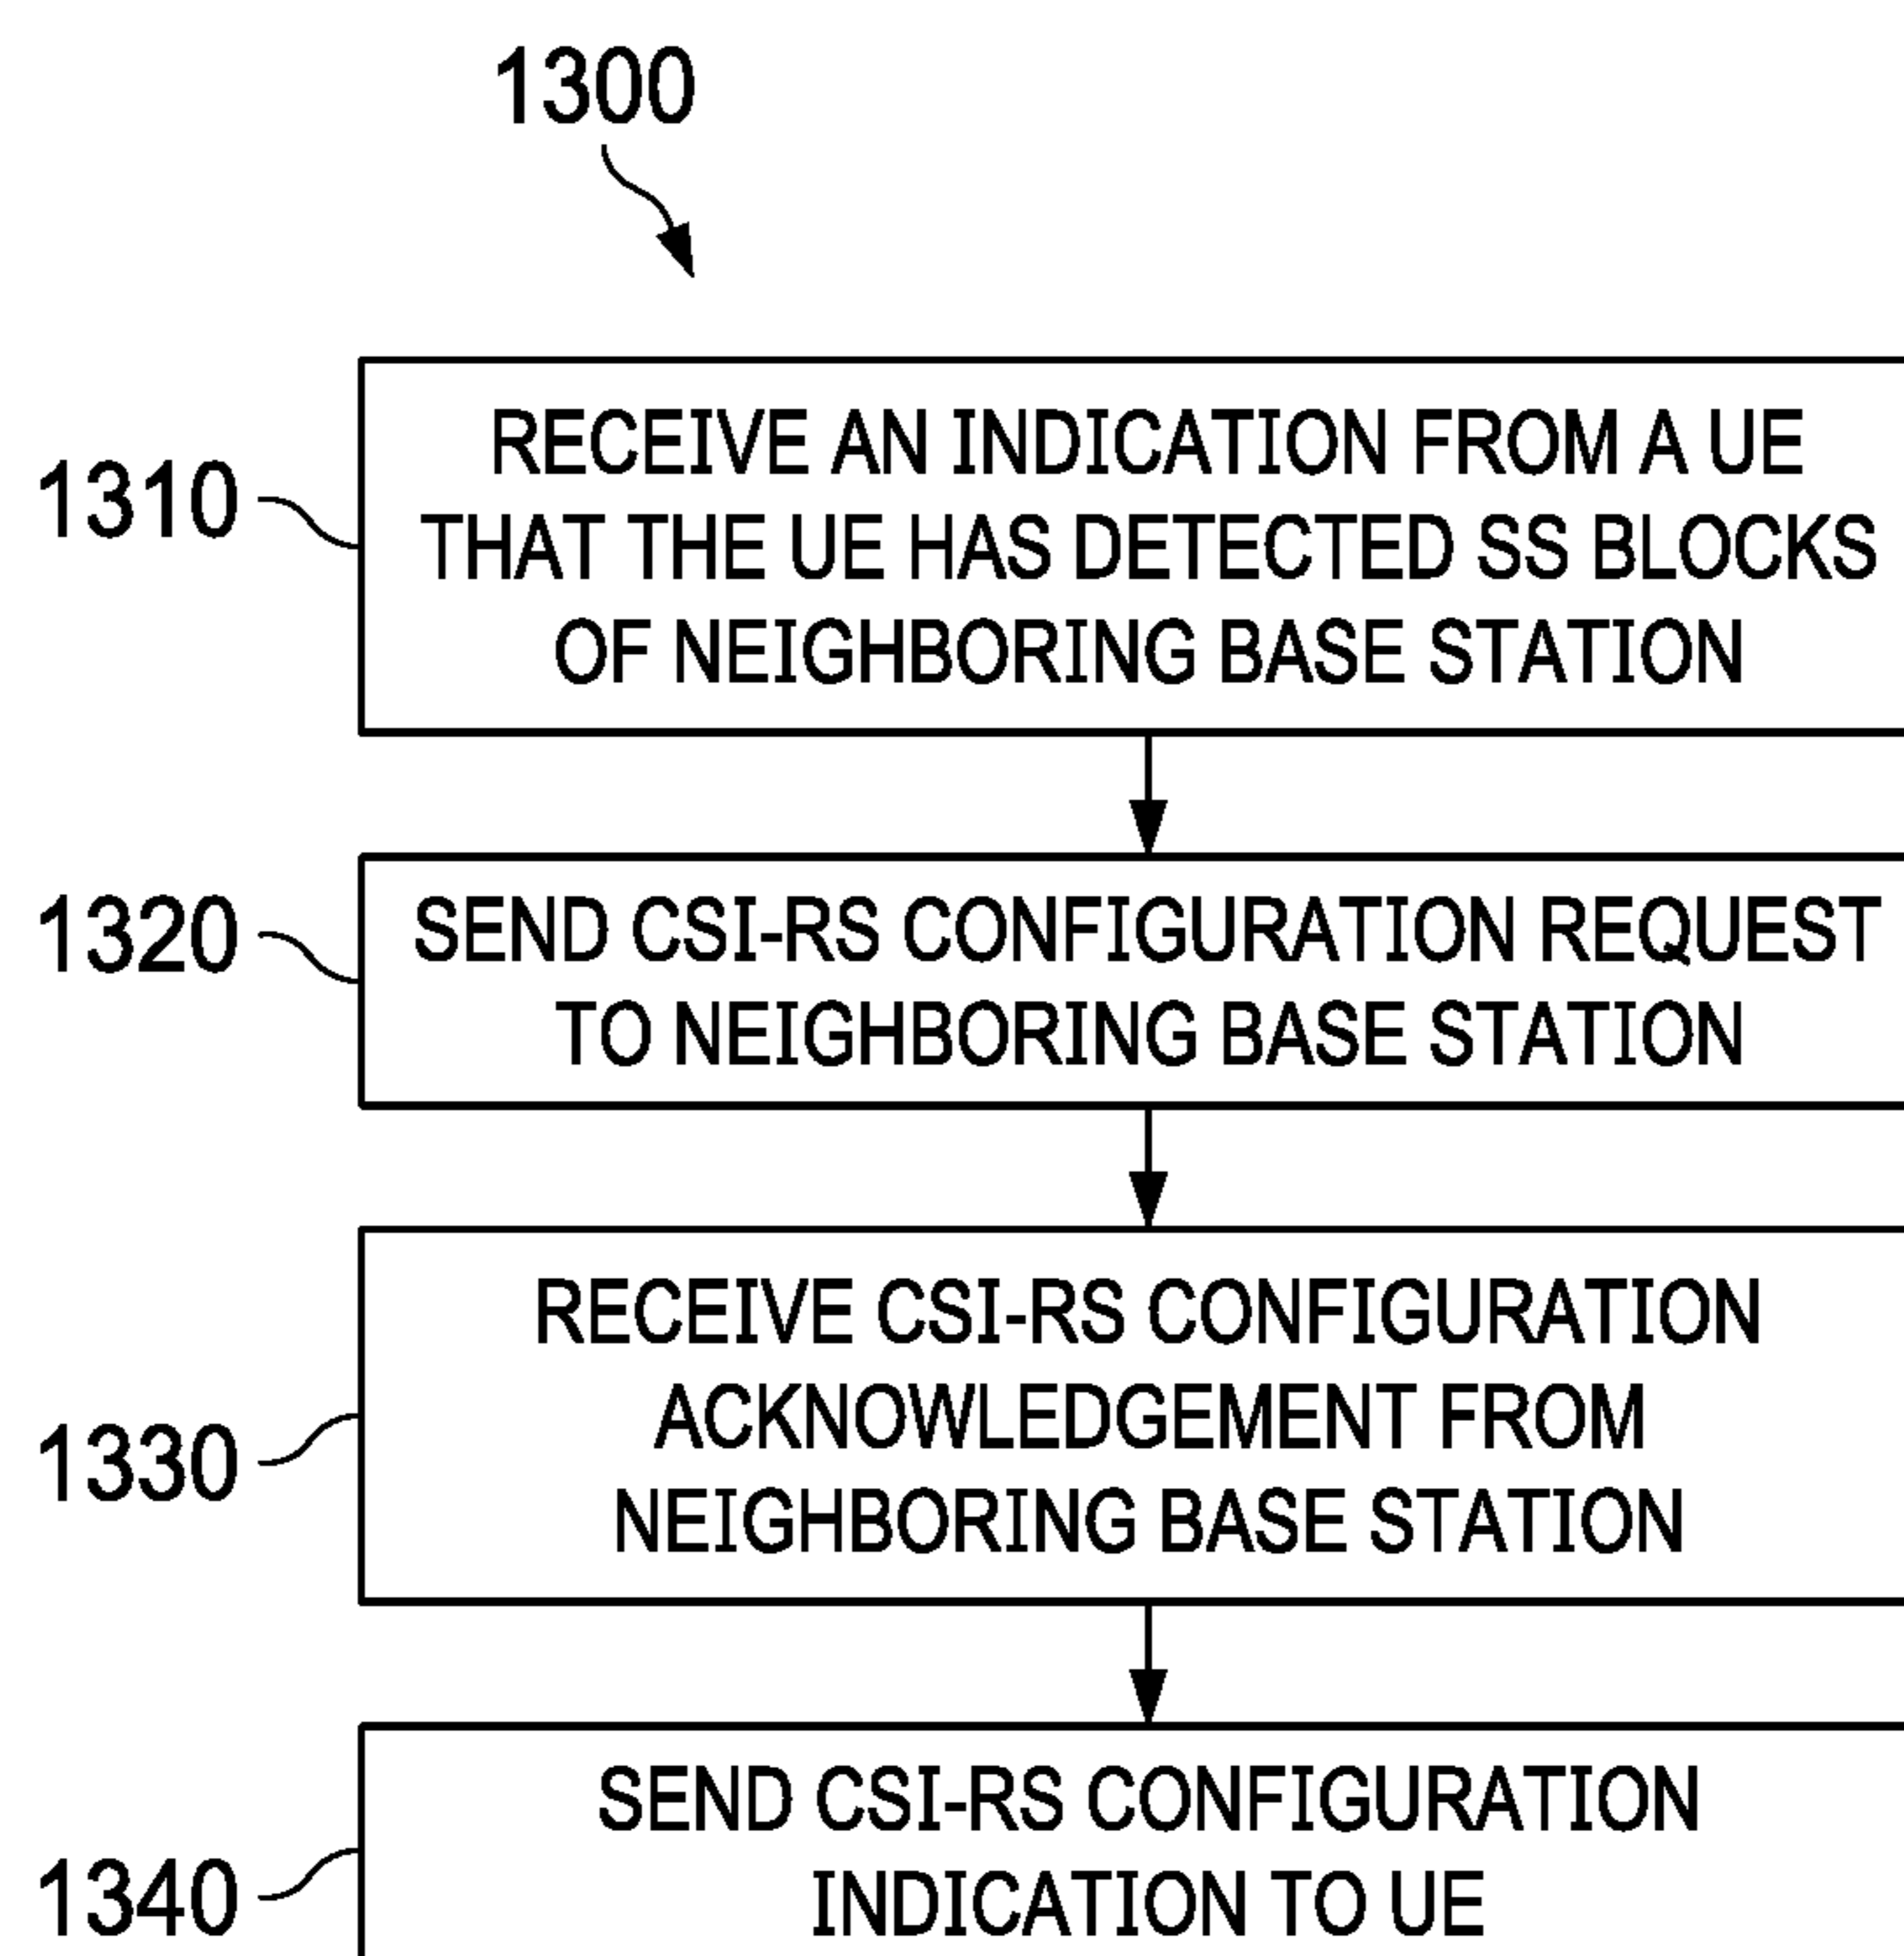 1300
1310
RECEIVE AN INDICATION FROM A UE
THAT THE UE HAS DETECTED SS BLOCKS
OF NEIGHBORING BASE STATION
1320
SEND CSI-RS CONFIGURATION REQUEST
TO NEIGHBORING BASE STATION
1330
RECEIVE CSI-RS CONFIGURATION
ACKNOWLEDGEMENT FROM
NEIGHBORING BASE STATION
1340
SEND CSI-RS CONFIGURATION
INDICATION TO UE